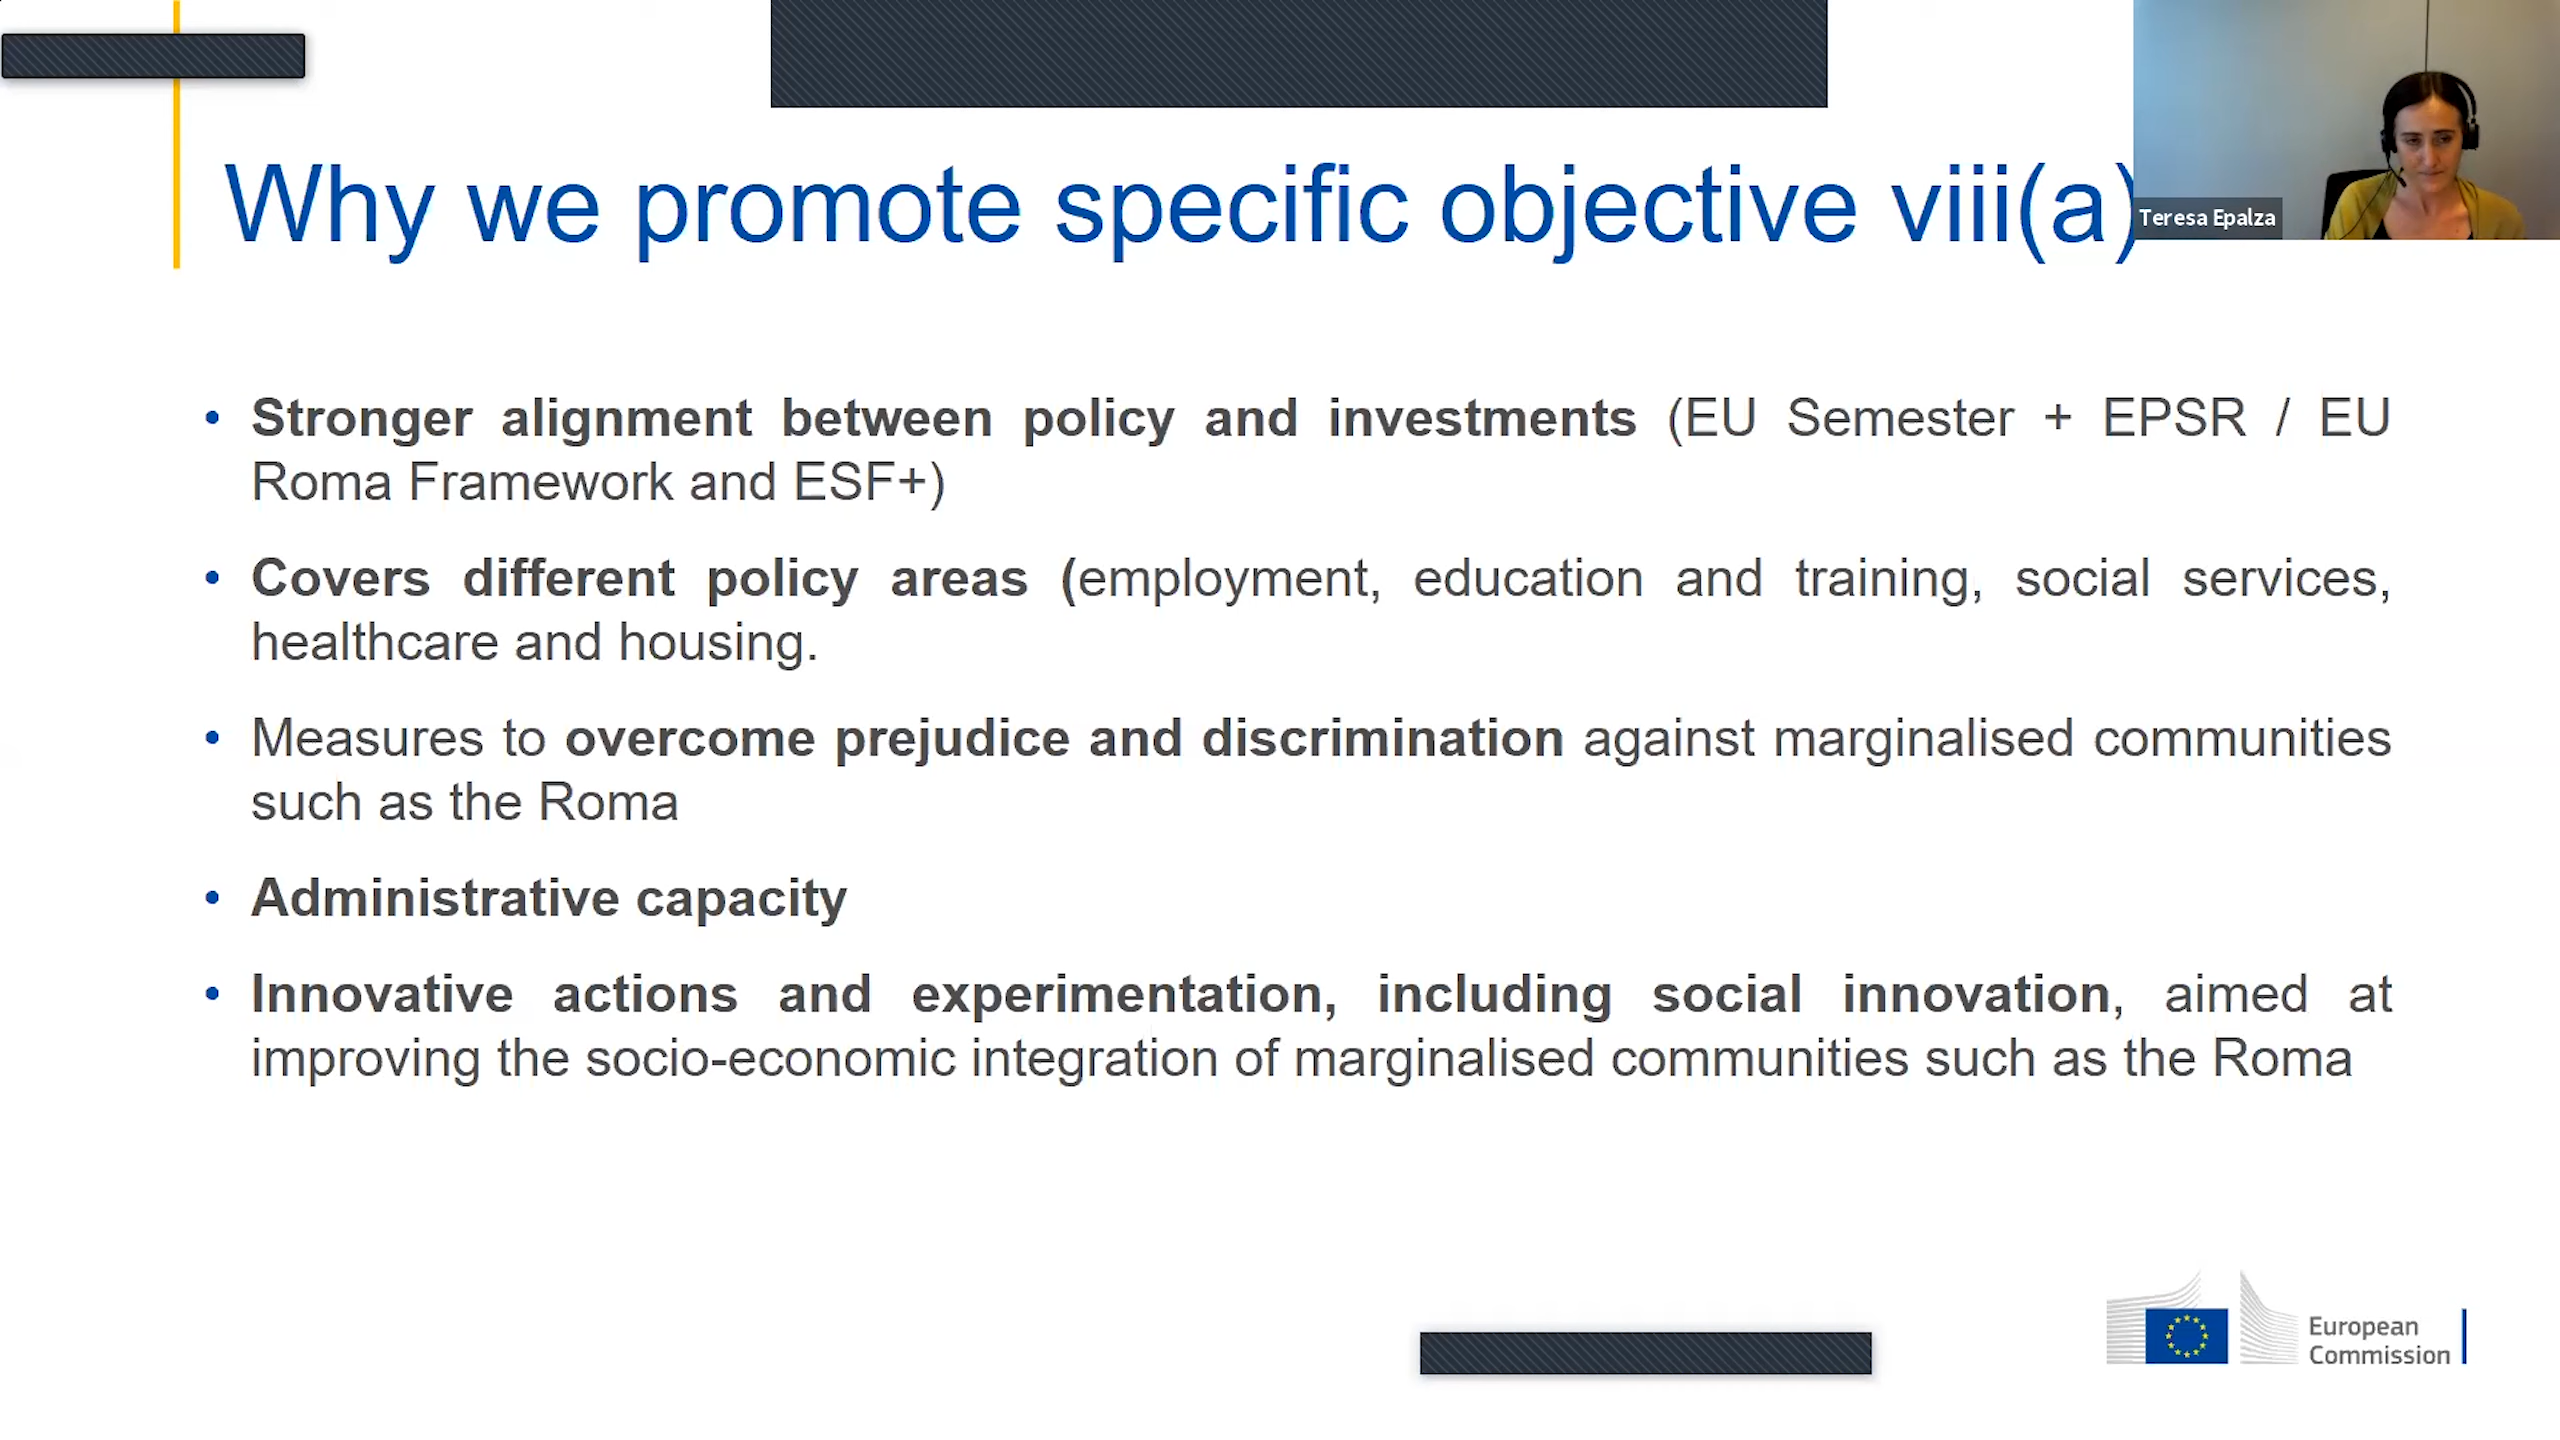 Why we promote specific objective viii(a)
Teresa Epalza
• Stronger alignment between policy and investments (EU Semester + EPSR / EU
Roma Framework and ESF+)
• Covers different policy areas (employment, education and training, social services,
healthcare and housing.
• Measures to overcome prejudice and discrimination against marginalised communities
such as the Roma
• Administrative capacity
• Innovative actions and experimentation, including social innovation, aimed at
improving the socio-economic integration of marginalised communities such as the Roma
European
Commission